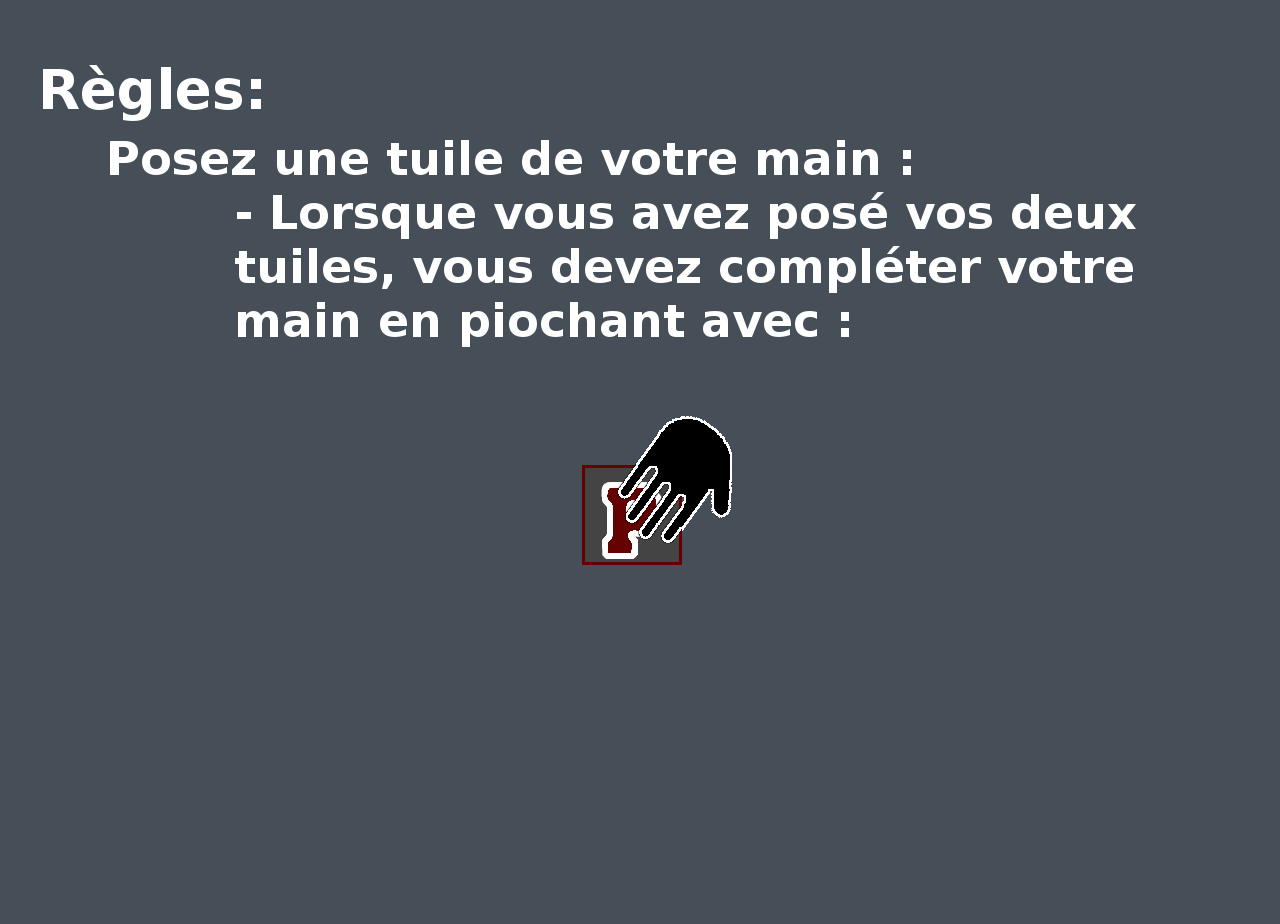 Règles:
Posez une tuile de votre main :
- Lorsque vous avez posé vos deux
tuiles, vous devez compléter votre
main en piochant avec :